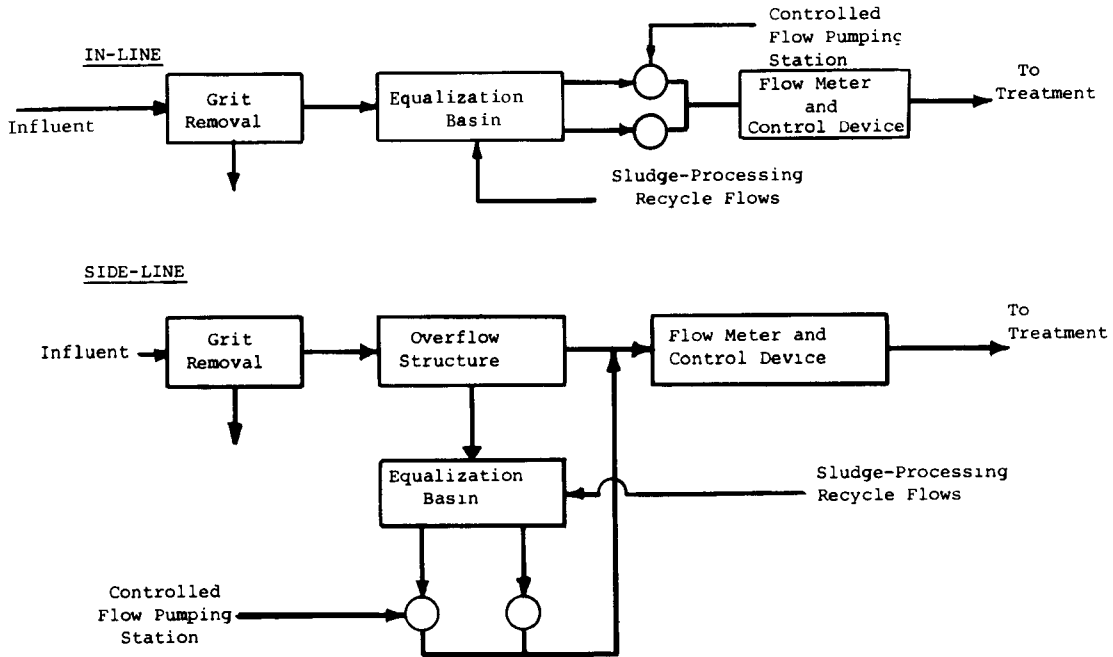 IN-LINE
Influent
Grit
Removal
Equalization
Basin
Controlled
Flow Pumping
Station
Flow Meter
and
Control Device
To
Treatment
Sludge-Processing
Recycle Flows
SIDE-LINE
Influent
Grit
Removal
Overflow
Structure
Flow Meter and
Control Device
To
Treatment
Equalization
Basin
Sludge-Processing
Recycle Flows
Controlled
Flow Pumping
Station